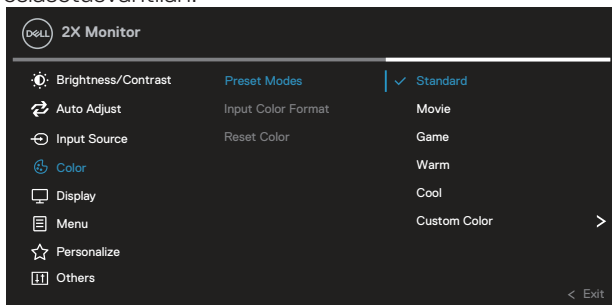 DELL 2X Monitor
Brightness/Contrast Preset Modes ✓ Standard
Auto Adjust Input Color Format Movie
Input Source Reset Color Game
Color Warm
Display Cool
Menu Custom Color >
Personalize
Others
< Exit